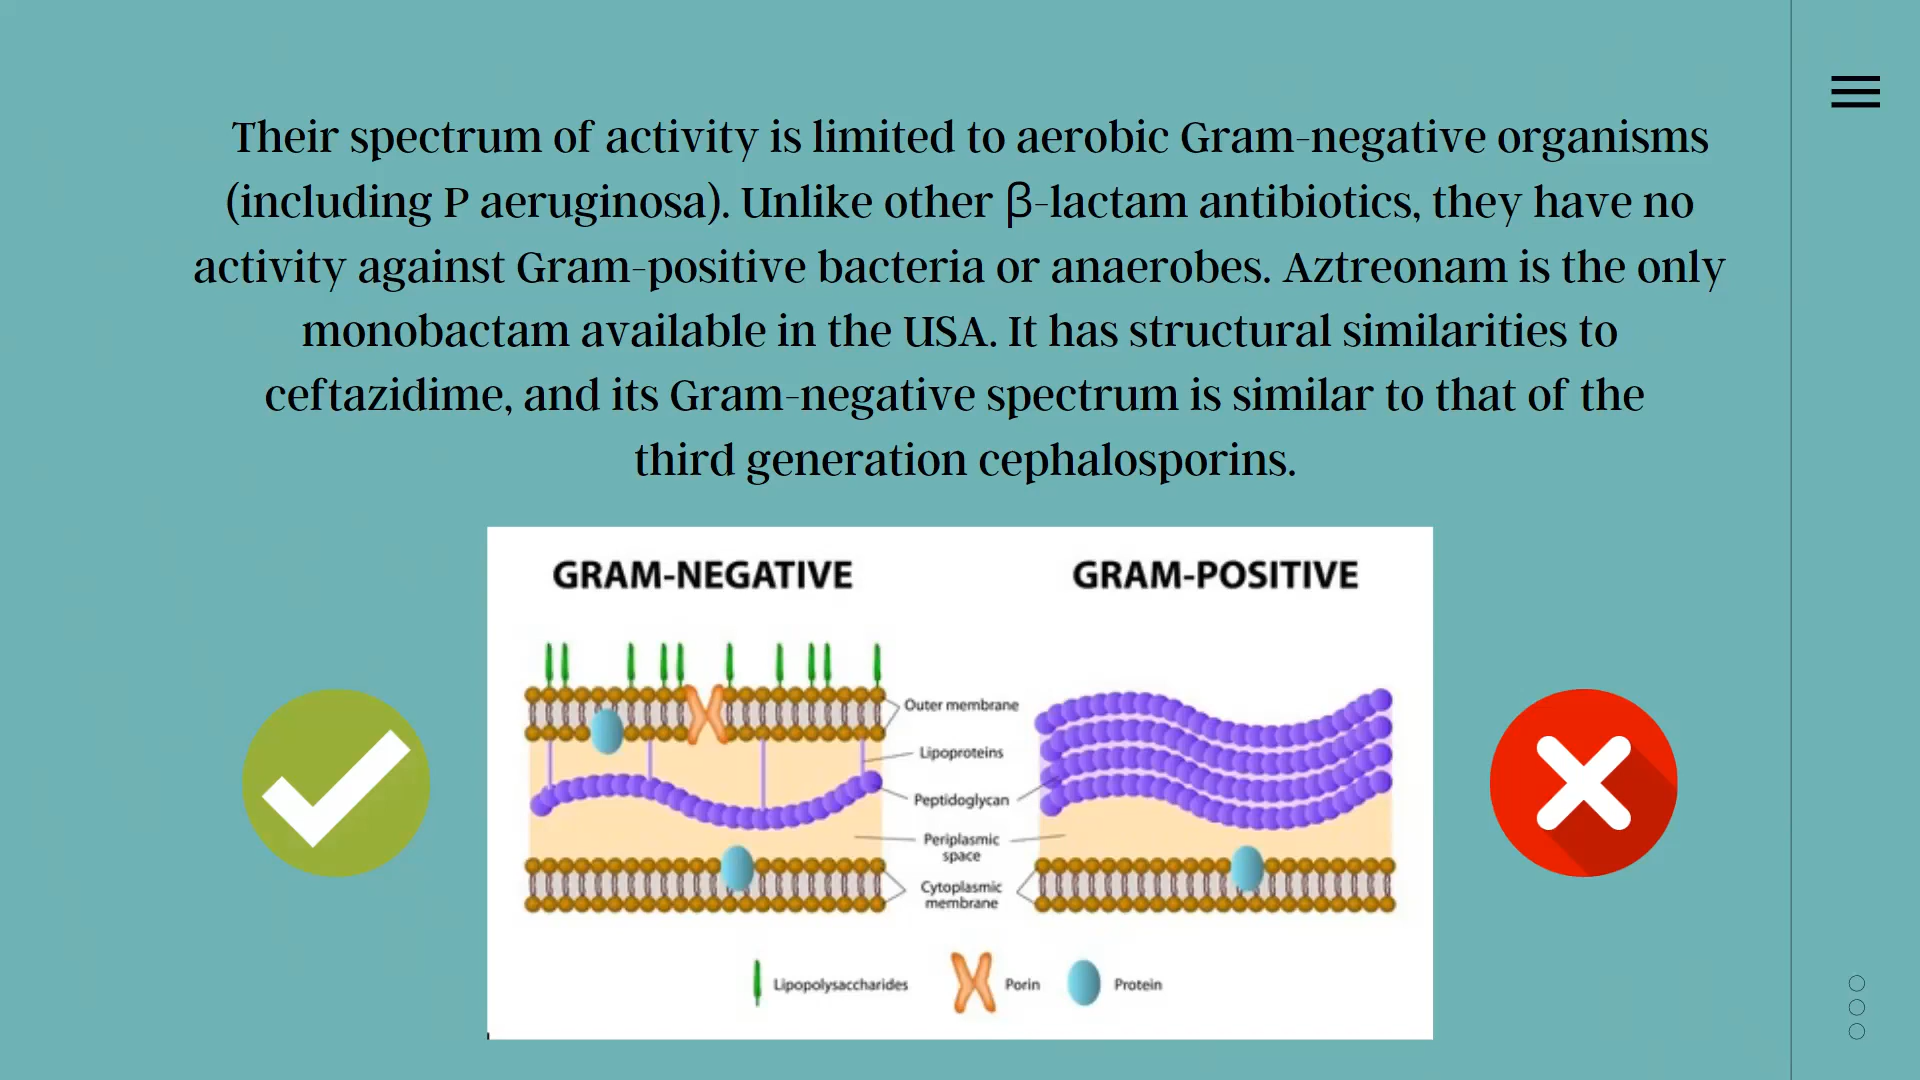 Their spectrum of activity is limited to aerobic Gram-negative organisms
(including P aeruginosa). Unlike other β-lactam antibiotics, they have no
activity against Gram-positive bacteria or anaerobes. Aztreonam is the only
monobactam available in the USA. It has structural similarities to
ceftazidime, and its Gram-negative spectrum is similar to that of the
third generation cephalosporins.
GRAM-NEGATIVE
GRAM-POSITIVE
Outer membrane
Lipoproteins
Peptidoglycan
Periplasmic
space
Cytoplasmic
membrane
Lipopolysaccharides
Porin
Protein